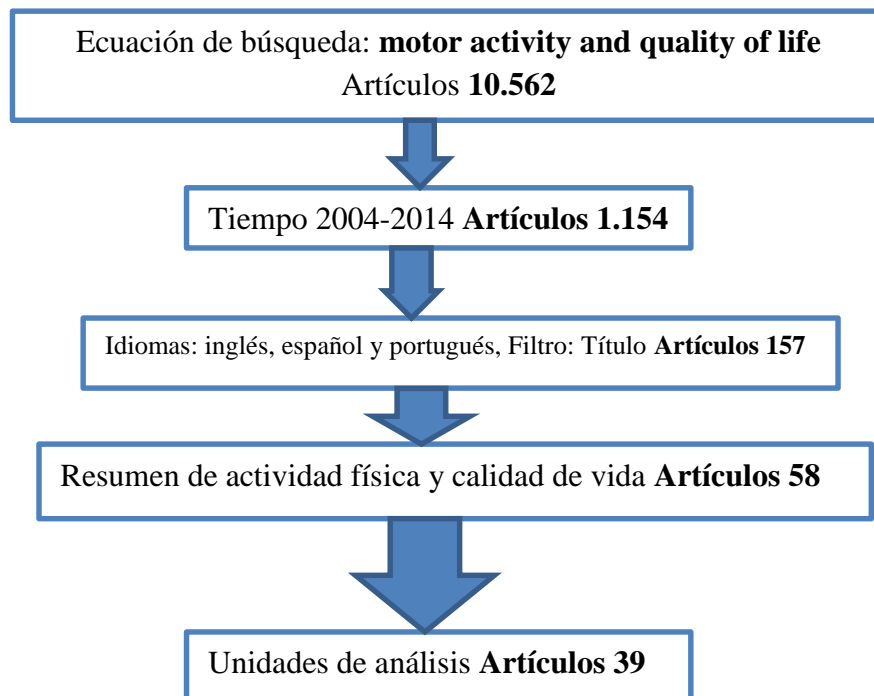 Ecuación de búsqueda: motor activity and quality of life
Artículos 10.562
Tiempo 2004-2014 Artículos 1.154
Idiomas: inglés, español y portugués, Filtro: Título Artículos 157
Resumen de actividad física y calidad de vida Artículos 58
Unidades de análisis Artículos 39